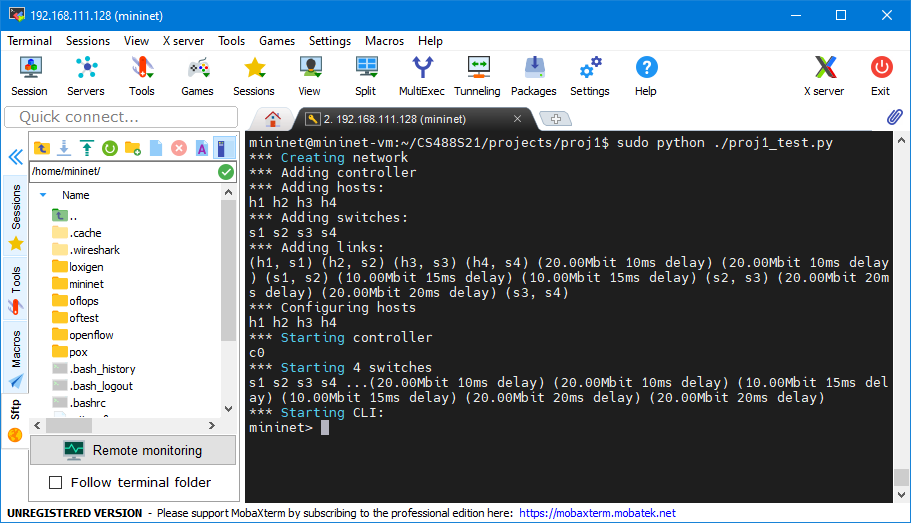 192.168.111.128 (mininet)
Terminal Sessions View X server Tools Games Settings Macros Help
Session Servers Tools Games Sessions View Split MultiExec Tunneling Packages Settings Help X server Exit
Quick connect...
2. 192.168.111.128 (mininet)
/home/mininet/
Name
..
.cache
.wireshark
loxigen
mininet
oflops
oftest
openflow
pox
.bash_history
.bash_logout
.bashrc
Sessions
Tools
Macros
Sftp
Remote monitoring
Follow terminal folder
mininet@mininet-vm:~/CS488S21/projects/proj1$ sudo python ./proj1_test.py
*** Creating network
*** Adding controller
*** Adding hosts:
h1 h2 h3 h4
*** Adding switches:
s1 s2 s3 s4
*** Adding links:
(h1, s1) (h2, s2) (h3, s3) (h4, s4) (20.00Mbit 10ms delay) (20.00Mbit 10ms delay
) (s1, s2) (10.00Mbit 15ms delay) (10.00Mbit 15ms delay) (s2, s3) (20.00Mbit 20m
s delay) (20.00Mbit 20ms delay) (s3, s4)
*** Configuring hosts
h1 h2 h3 h4
*** Starting controller
c0
*** Starting 4 switches
s1 s2 s3 s4 ...(20.00Mbit 10ms delay) (20.00Mbit 10ms delay) (10.00Mbit 15ms del
ay) (10.00Mbit 15ms delay) (20.00Mbit 20ms delay) (20.00Mbit 20ms delay)
*** Starting CLI:
mininet>
UNREGISTERED VERSION - Please support MobaXterm by subscribing to the professional edition here: https://mobaxterm.mobatek.net